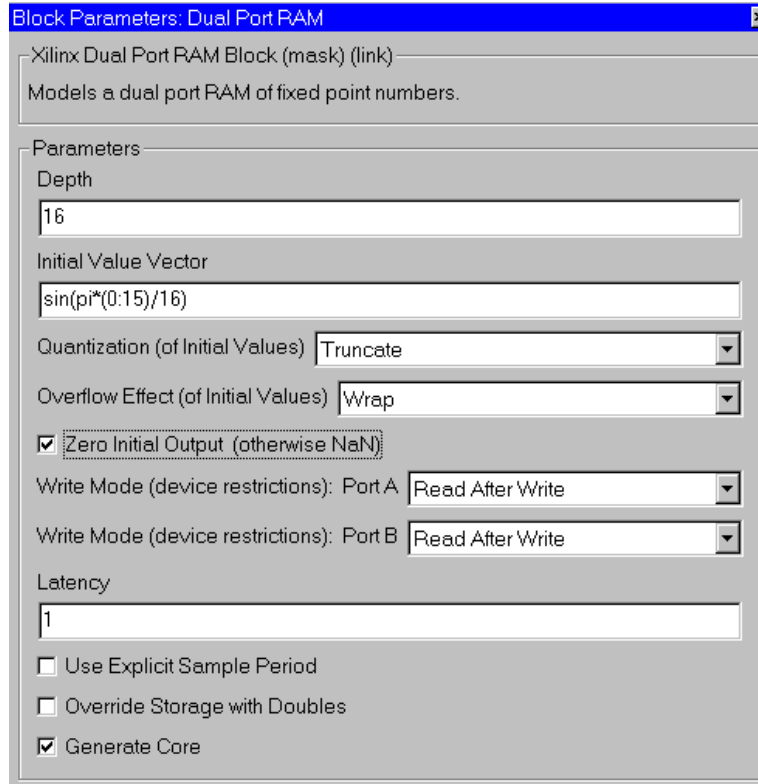 Block Parameters: Dual Port RAM
Xilinx Dual Port RAM Block (mask) (link)
Models a dual port RAM of fixed point numbers.
Parameters
Depth
16
Initial Value Vector
sin(pi*(0:15)/16)
Quantization (of Initial Values) Truncate
Overflow Effect (of Initial Values) Wrap
Zero Initial Output (otherwise NaN)
Write Mode (device restrictions): Port A Read After Write
Write Mode (device restrictions): Port B Read After Write
Latency
1
Use Explicit Sample Period
Override Storage with Doubles
Generate Core